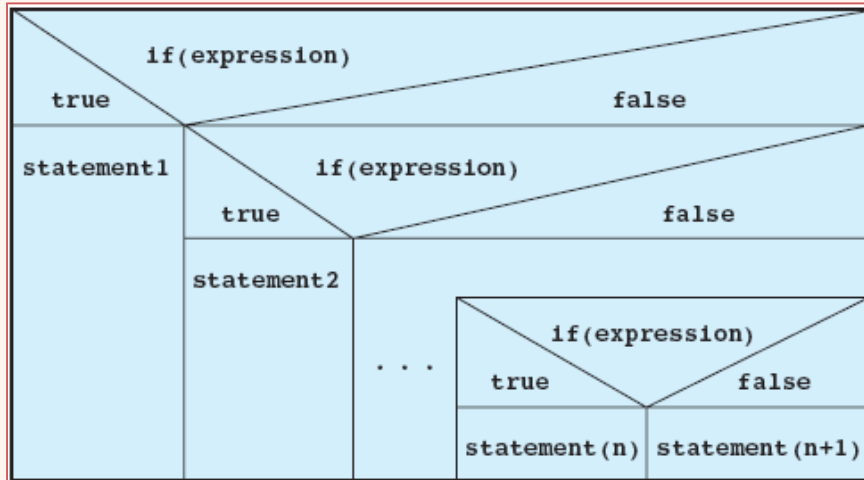 if(expression)
true
false
statement1
if(expression)
true
false
statement2
if(expression)
. . .
true
false
statement(n)
statement(n+1)